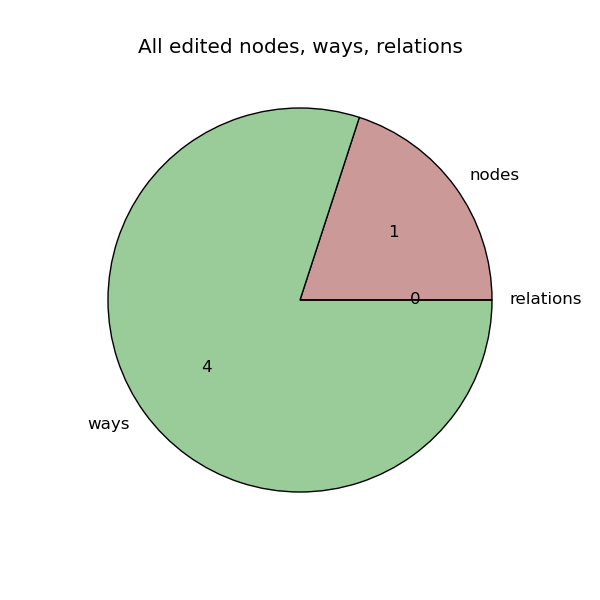 All edited nodes, ways, relations
nodes
1
0
relations
4
ways